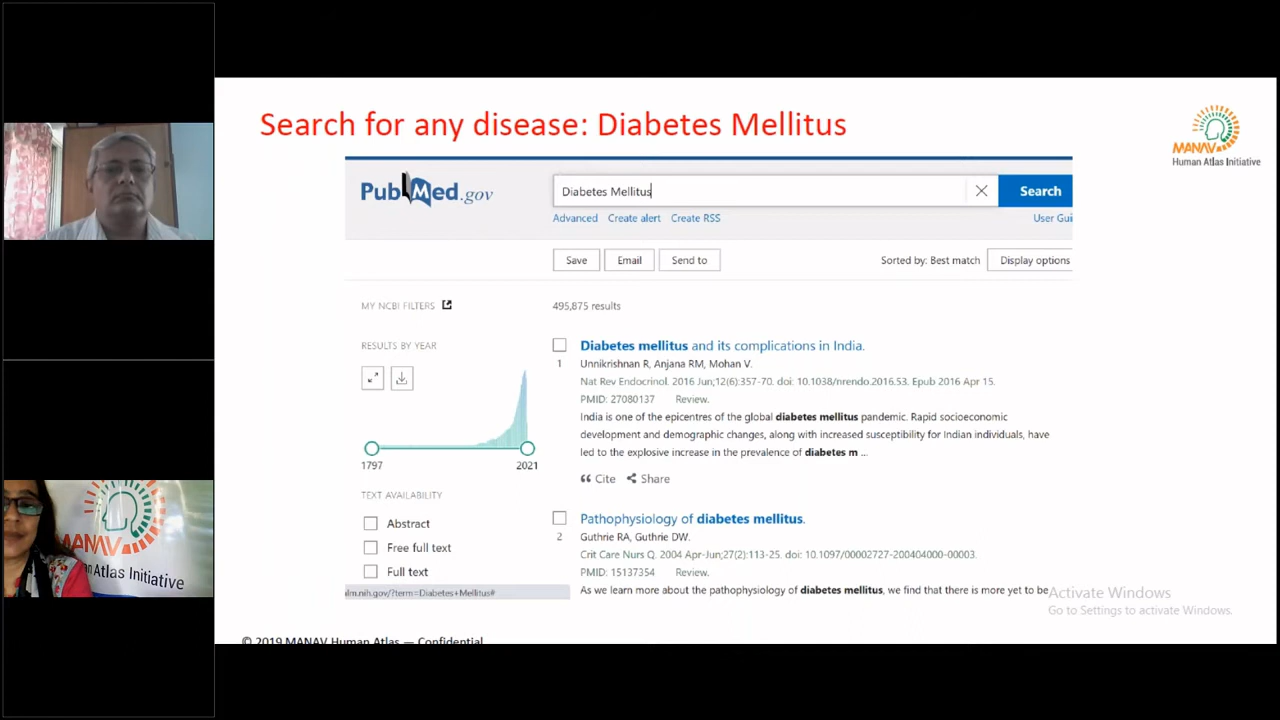 Search for any disease: Diabetes Mellitus
MANAV
Human Atlas Initiative
PubMed.gov
Diabetes Mellitus
Search
Advanced Create alert Create RSS
User Gui
Save Email Send to
Sorted by: Best match Display options
MY NCBI FILTERS
495,875 results
RESULTS BY YEAR
1797
2021
TEXT AVAILABILITY
Abstract
Free full text
Full text
lm.nih.gov/?term=Diabetes+Mellitus#
1
Diabetes mellitus and its complications in India.
Unnikrishnan R, Anjana RM, Mohan V.
Nat Rev Endocrinol. 2016 Jun;12(6):357-70. doi: 10.1038/nrendo.2016.53. Epub 2016 Apr 15.
PMID: 27080137 Review.
India is one of the epicentres of the global diabetes mellitus pandemic. Rapid socioeconomic
development and demographic changes, along with increased susceptibility for Indian individuals, have
led to the explosive increase in the prevalence of diabetes m ...
Cite Share
2
Pathophysiology of diabetes mellitus.
Guthrie RA, Guthrie DW.
Crit Care Nurs Q. 2004 Apr-Jun;27(2):113-25. doi: 10.1097/00002727-200404000-00003.
PMID: 15137354 Review.
As we learn more about the pathophysiology of diabetes mellitus, we find that there is more yet to be
Activate Windows
Go to Settings to activate Windows.
© 2019 MANAV Human Atlas — Confidential
MANAV
an Atlas Initiative